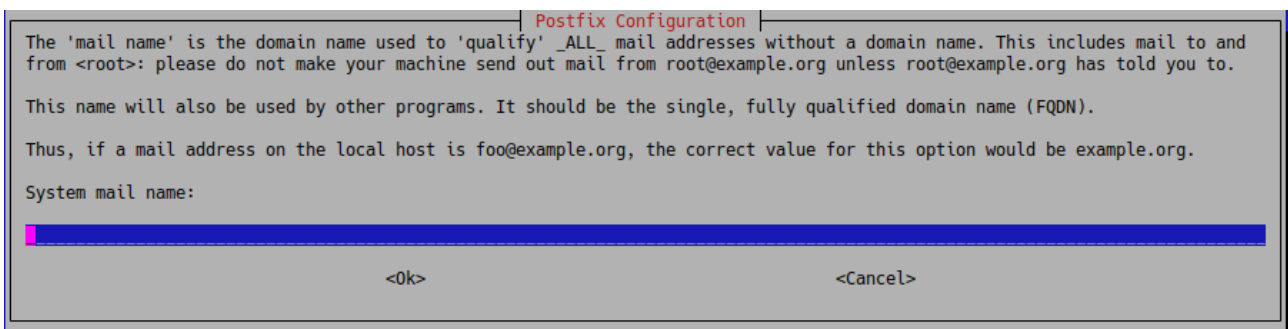 Postfix Configuration
The 'mail name' is the domain name used to 'qualify' _ALL_ mail addresses without a domain name. This includes mail to and
from <root>: please do not make your machine send out mail from root@example.org unless root@example.org has told you to.
This name will also be used by other programs. It should be the single, fully qualified domain name (FQDN).
Thus, if a mail address on the local host is foo@example.org, the correct value for this option would be example.org.
System mail name:
<Ok> <Cancel>